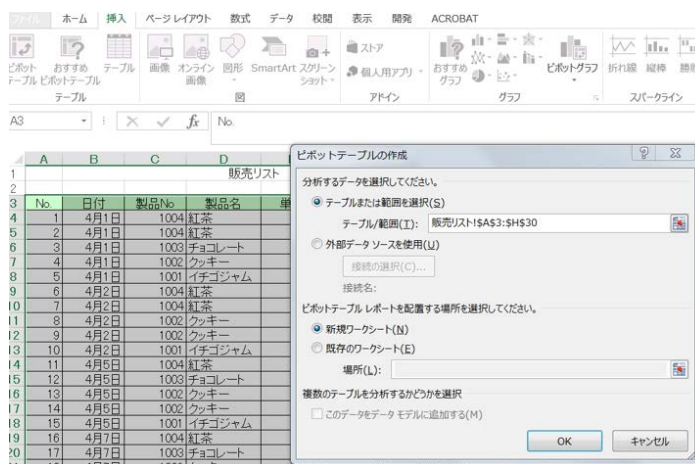 ファイル ホーム 挿入 ページ レイアウト 数式 データ 校閲 表示 開発 ACROBAT
ピボット テーブル おすすめ ピボットテーブル テーブル 画像 オンライン 画像 図形 SmartArt スクリーン ショット ストア 個人用アプリ おすすめ グラフ ピボットグラフ 折れ線 縦棒 勝敗
テーブル 図 アドイン グラフ スパークライン
A3 fx No.
A B C D
1 販売リスト
2
3 No. 日付 製品No 製品名 単
4 1 4月1日 1004 紅茶
5 2 4月1日 1004 紅茶
6 3 4月1日 1003 チョコレート
7 4 4月1日 1002 クッキー
8 5 4月1日 1001 イチゴジャム
9 6 4月2日 1004 紅茶
10 7 4月2日 1004 紅茶
11 8 4月2日 1002 クッキー
12 9 4月2日 1002 クッキー
13 10 4月2日 1001 イチゴジャム
14 11 4月5日 1004 紅茶
15 12 4月5日 1003 チョコレート
16 13 4月5日 1002 クッキー
17 14 4月5日 1002 クッキー
18 15 4月5日 1001 イチゴジャム
19 16 4月7日 1004 紅茶
20 17 4月7日 1003 チョコレート
ピボットテーブルの作成
分析するデータを選択してください。
テーブルまたは範囲を選択(S)
テーブル/範囲(T): 販売リスト!$A$3:$H$30
外部データ ソースを使用(U)
接続の選択(C)...
接続名:
ピボットテーブル レポートを配置する場所を選択してください。
新規ワークシート(N)
既存のワークシート(E)
場所(L):
複数のテーブルを分析するかどうかを選択
このデータをデータ モデルに追加する(M)
OK キャンセル